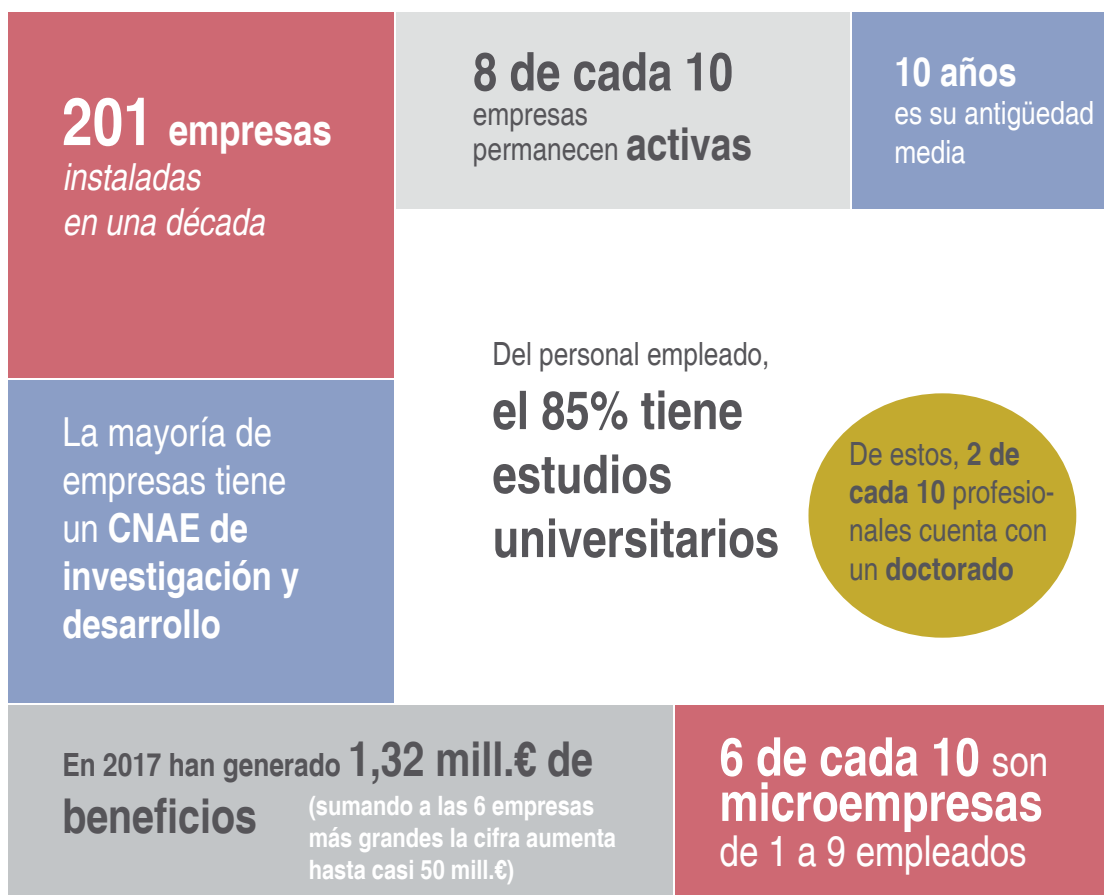 201 empresas
instaladas
en una década
8 de cada 10
empresas
permanecen activas
10 años
es su antigüedad
media
La mayoría de
empresas tiene
un CNAE de
investigación y
desarrollo
Del personal empleado,
el 85% tiene
estudios
universitarios
De estos, 2 de
cada 10 profesio-
nales cuenta con
un doctorado
En 2017 han generado 1,32 mill.€ de
beneficios
(sumando a las 6 empresas
más grandes la cifra aumenta
hasta casi 50 mill.€)
6 de cada 10 son
microempresas
de 1 a 9 empleados